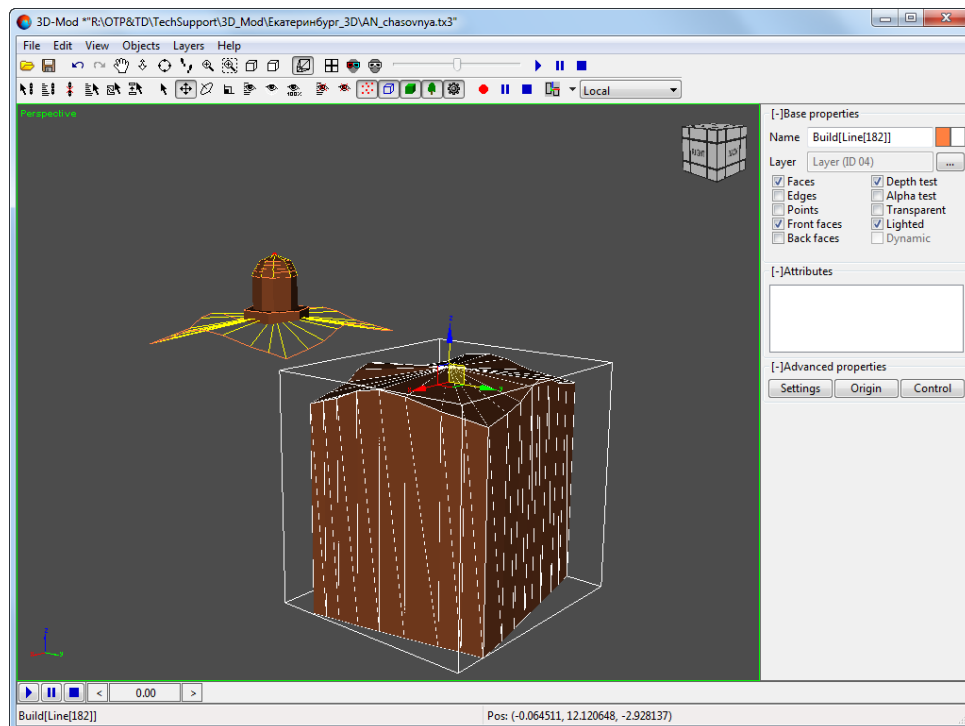 3D-Mod *"R:\OTP&TD\TechSupport\3D_Mod\Екатеринбург_3D\AN_chasovnya.tx3"
File Edit View Objects Layers Help
100%
Local
Perspective
[-]Base properties
Name Build[Line[182]]
Layer Layer (ID 04) ...
Faces Depth test
Edges Alpha test
Points Transparent
Front faces Lighted
Back faces Dynamic
[-]Attributes
[-]Advanced properties
Settings Origin Control
z
x y
z
y
< 0.00 >
Build[Line[182]] Pos: (-0.064511, 12.120648, -2.928137)